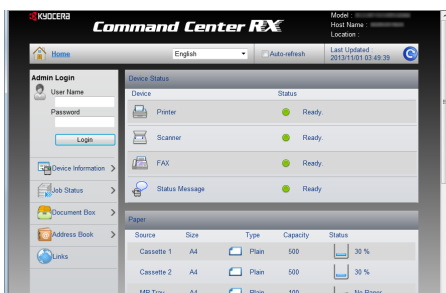 KYOCERA
Command Center RX
Model :
Host Name :
Location :
Home
English
Auto-refresh
Last Updated :
2013/11/01 03:49:39
Admin Login
User Name
Password
Login
Device Information
Job Status
Document Box
Address Book
Links
Device Status
Device Status
Printer Ready.
Scanner Ready.
FAX Ready.
Status Message Ready
Paper
Source Size Type Capacity Status
Cassette 1 A4 Plain 500 30 %
Cassette 2 A4 Plain 500 30 %
MP Tray A4 Plain 100 No Paper